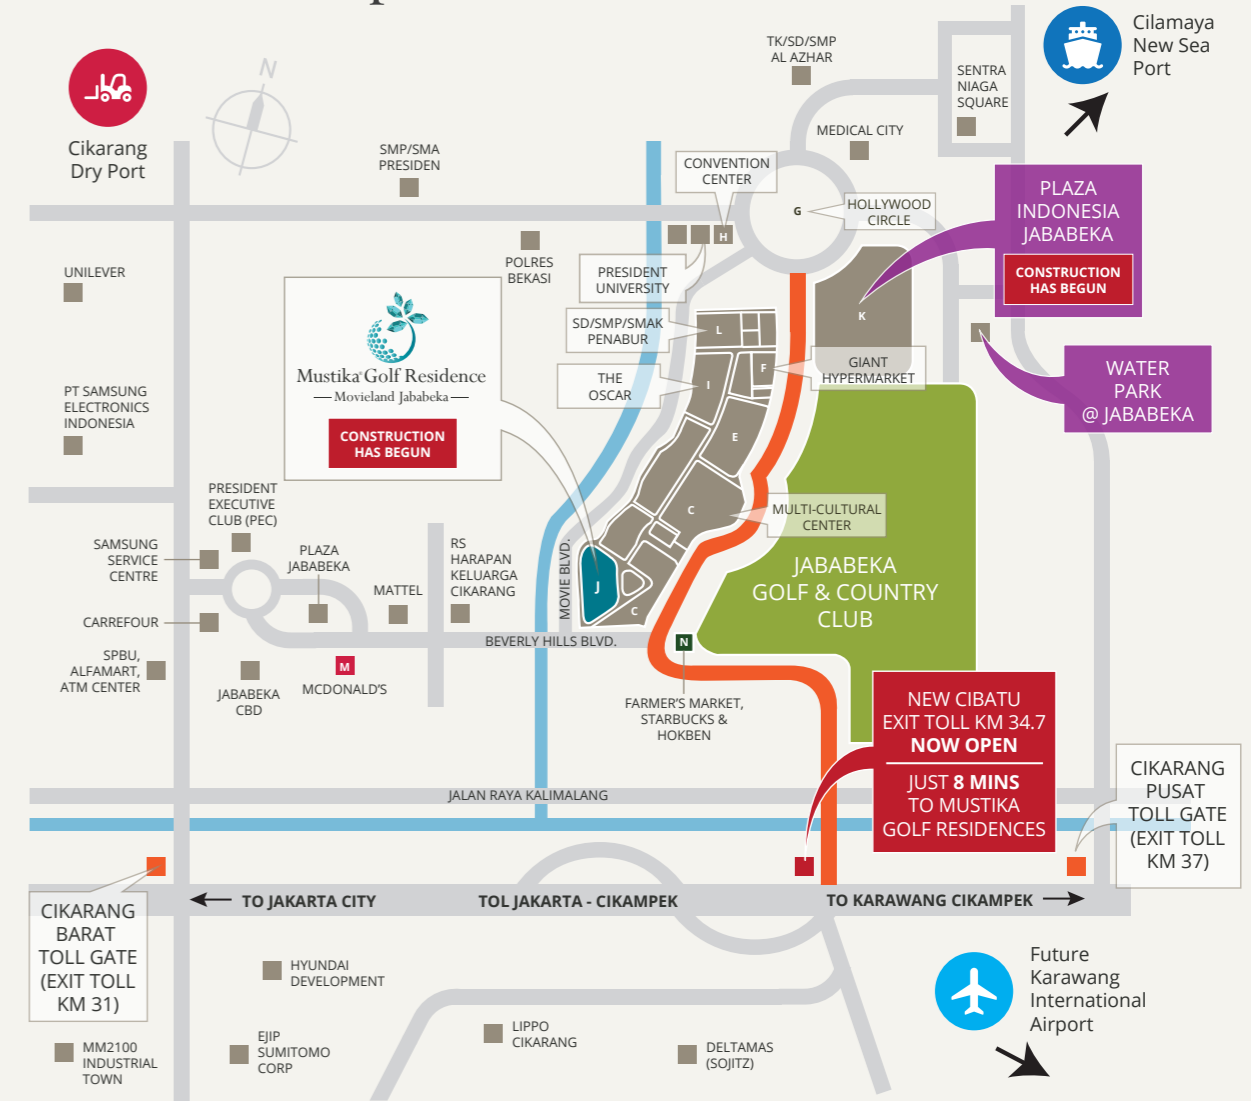 Cikarang
Dry Port
N
SMP/SMA
PRESIDEN
TK/SD/SMP
AL AZHAR
MEDICAL CITY
SENTRA
NIAGA
SQUARE
Cilamaya
New Sea
Port
CONVENTION
CENTER
G
HOLLYWOOD
CIRCLE
PLAZA
INDONESIA
JABABEKA
CONSTRUCTION
HAS BEGUN
H
POLRES
BEKASI
PRESIDENT
UNIVERSITY
UNILEVER
SD/SMP/SMAK
PENABUR
L
K
Mustika Golf Residence
Movieland Jababeka
CONSTRUCTION
HAS BEGUN
THE
OSCAR
I
F
GIANT
HYPERMARKET
WATER
PARK
@ JABABEKA
PT SAMSUNG
ELECTRONICS
INDONESIA
E
C
MULTI-CULTURAL
CENTER
PRESIDENT
EXECUTIVE
CLUB (PEC)
SAMSUNG
SERVICE
CENTRE
PLAZA
JABABEKA
MATTEL
RS
HARAPAN
KELUARGA
CIKARANG
MOVIE BLVD.
J
C
JABABEKA
GOLF & COUNTRY
CLUB
CARREFOUR
BEVERLY HILLS BLVD.
N
SPBU,
ALFAMART,
ATM CENTER
JABABEKA
CBD
M
MCDONALD'S
FARMER'S MARKET,
STARBUCKS &
HOKBEN
NEW CIBATU
EXIT TOLL KM 34.7
NOW OPEN
JUST 8 MINS
TO MUSTIKA
GOLF RESIDENCES
CIKARANG
PUSAT
TOLL GATE
(EXIT TOLL
KM 37)
JALAN RAYA KALIMALANG
TO JAKARTA CITY
TOL JAKARTA - CIKAMPEK
TO KARAWANG CIKAMPEK
CIKARANG
BARAT
TOLL GATE
(EXIT TOLL
KM 31)
HYUNDAI
DEVELOPMENT
Future
Karawang
International
Airport
MM2100
INDUSTRIAL
TOWN
EJIP
SUMITOMO
CORP
LIPPO
CIKARANG
DELTAMAS
(SOJITZ)